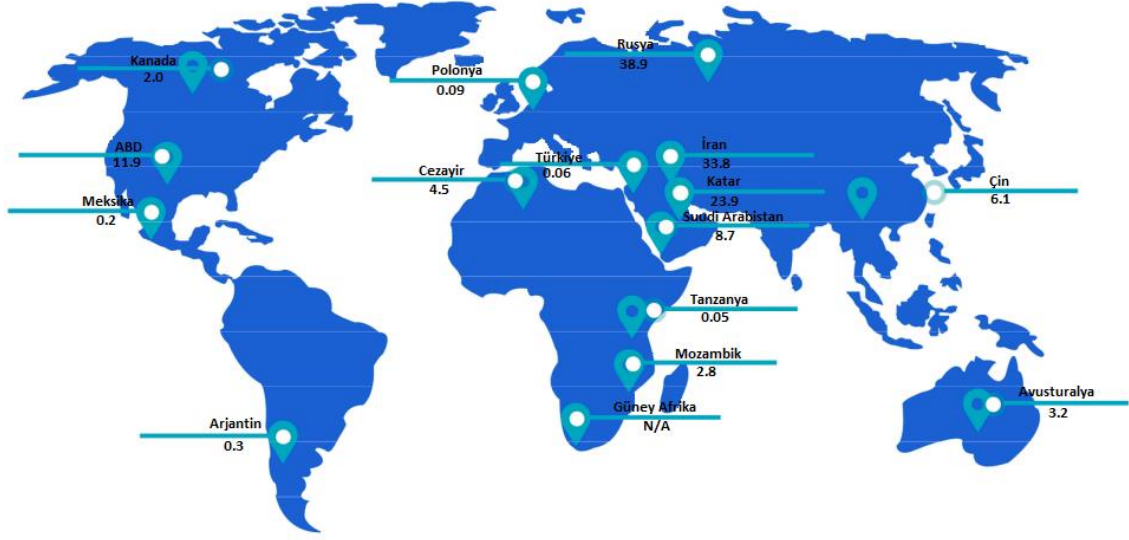 Rusya
38.9
Kanada
2.0
Polonya
0.09
ABD
11.9
Türkiye
0.06
İran
33.8
Cezayir
4.5
Katar
23.9
Çin
6.1
Meksika
0.2
Suudi Arabistan
8.7
Tanzanya
0.05
Mozambik
2.8
Güney Afrika
N/A
Avusturalya
3.2
Arjantin
0.3